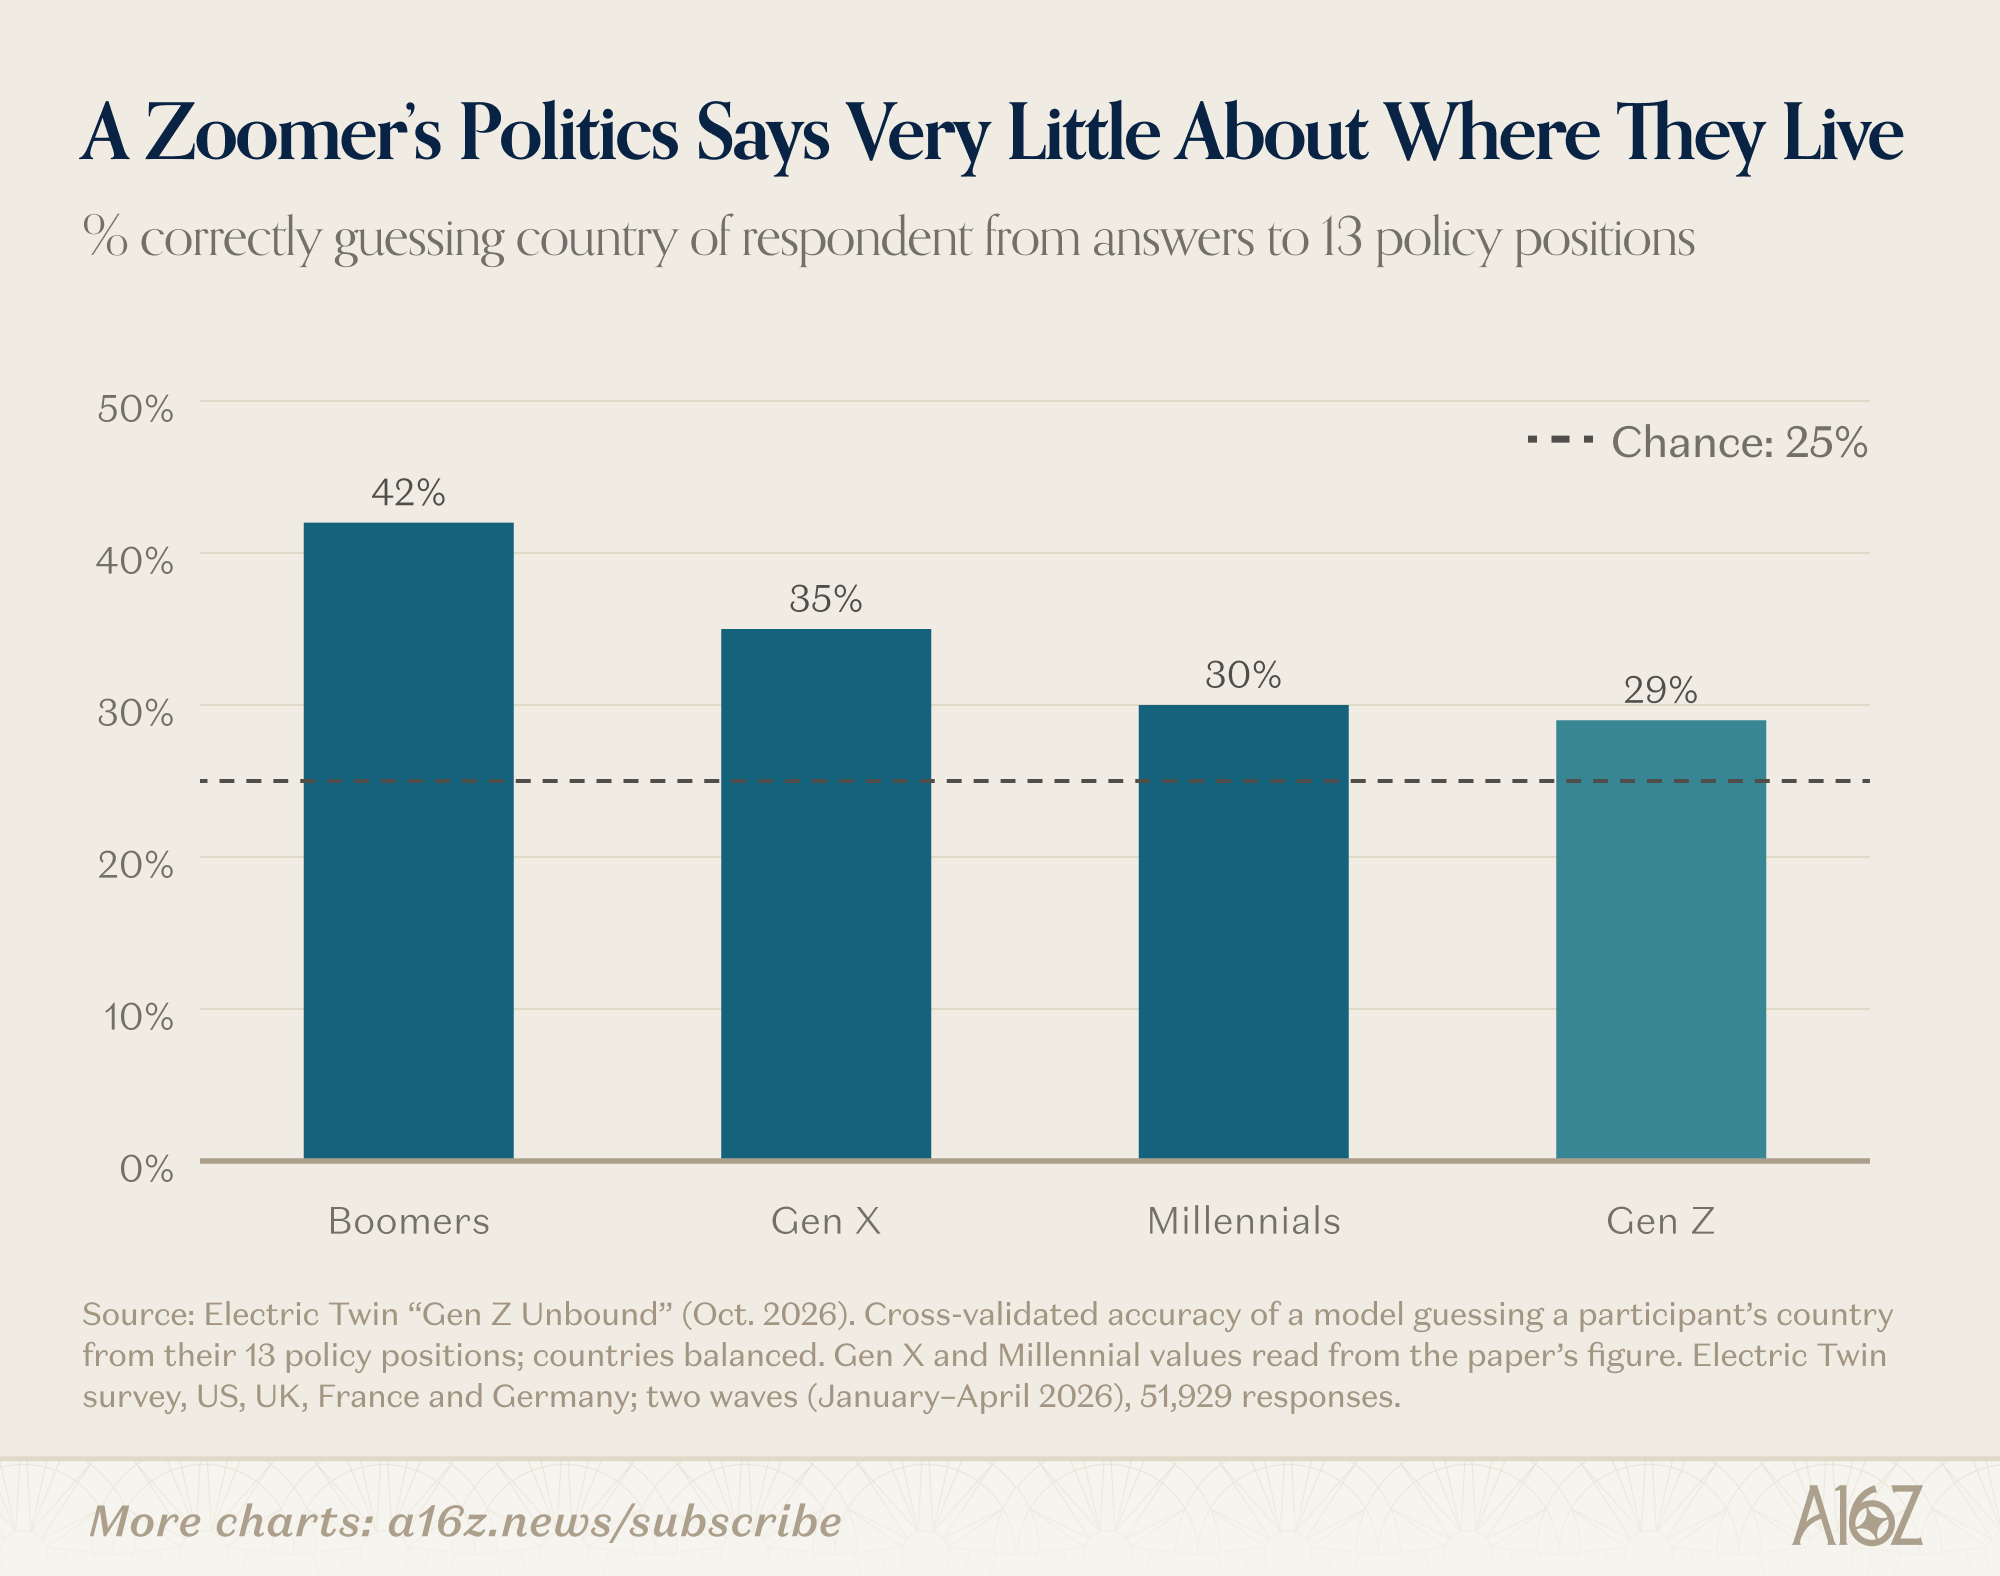 A Zoomer’s Politics Says Very Little About Where They Live
% correctly guessing country of respondent from answers to 13 policy positions
50%
Chance: 25%
42%
40%
35%
30%
29%
30%
20%
10%
0%
Boomers Gen X Millennials Gen Z
Source: Electric Twin “Gen Z Unbound” (Oct. 2026). Cross-validated accuracy of a model guessing a participant’s country
from their 13 policy positions; countries balanced. Gen X and Millennial values read from the paper’s figure. Electric Twin
survey, US, UK, France and Germany; two waves (January–April 2026), 51,929 responses.
More charts: a16z.news/subscribe
A16Z